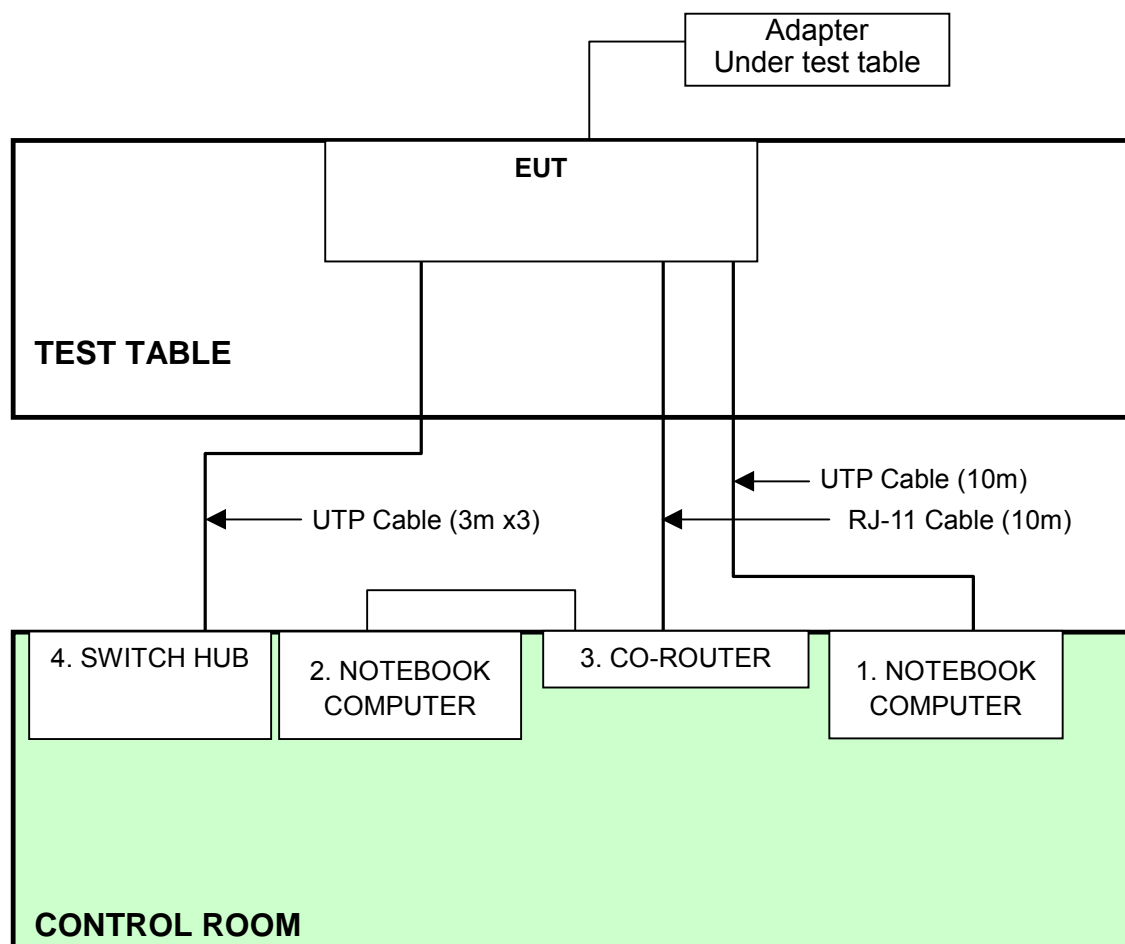 Adapter
Under test table
EUT
TEST TABLE
UTP Cable (10m)
UTP Cable (3m x3)
RJ-11 Cable (10m)
4. SWITCH HUB
2. NOTEBOOK
COMPUTER
3. CO-ROUTER
1. NOTEBOOK
COMPUTER
CONTROL ROOM